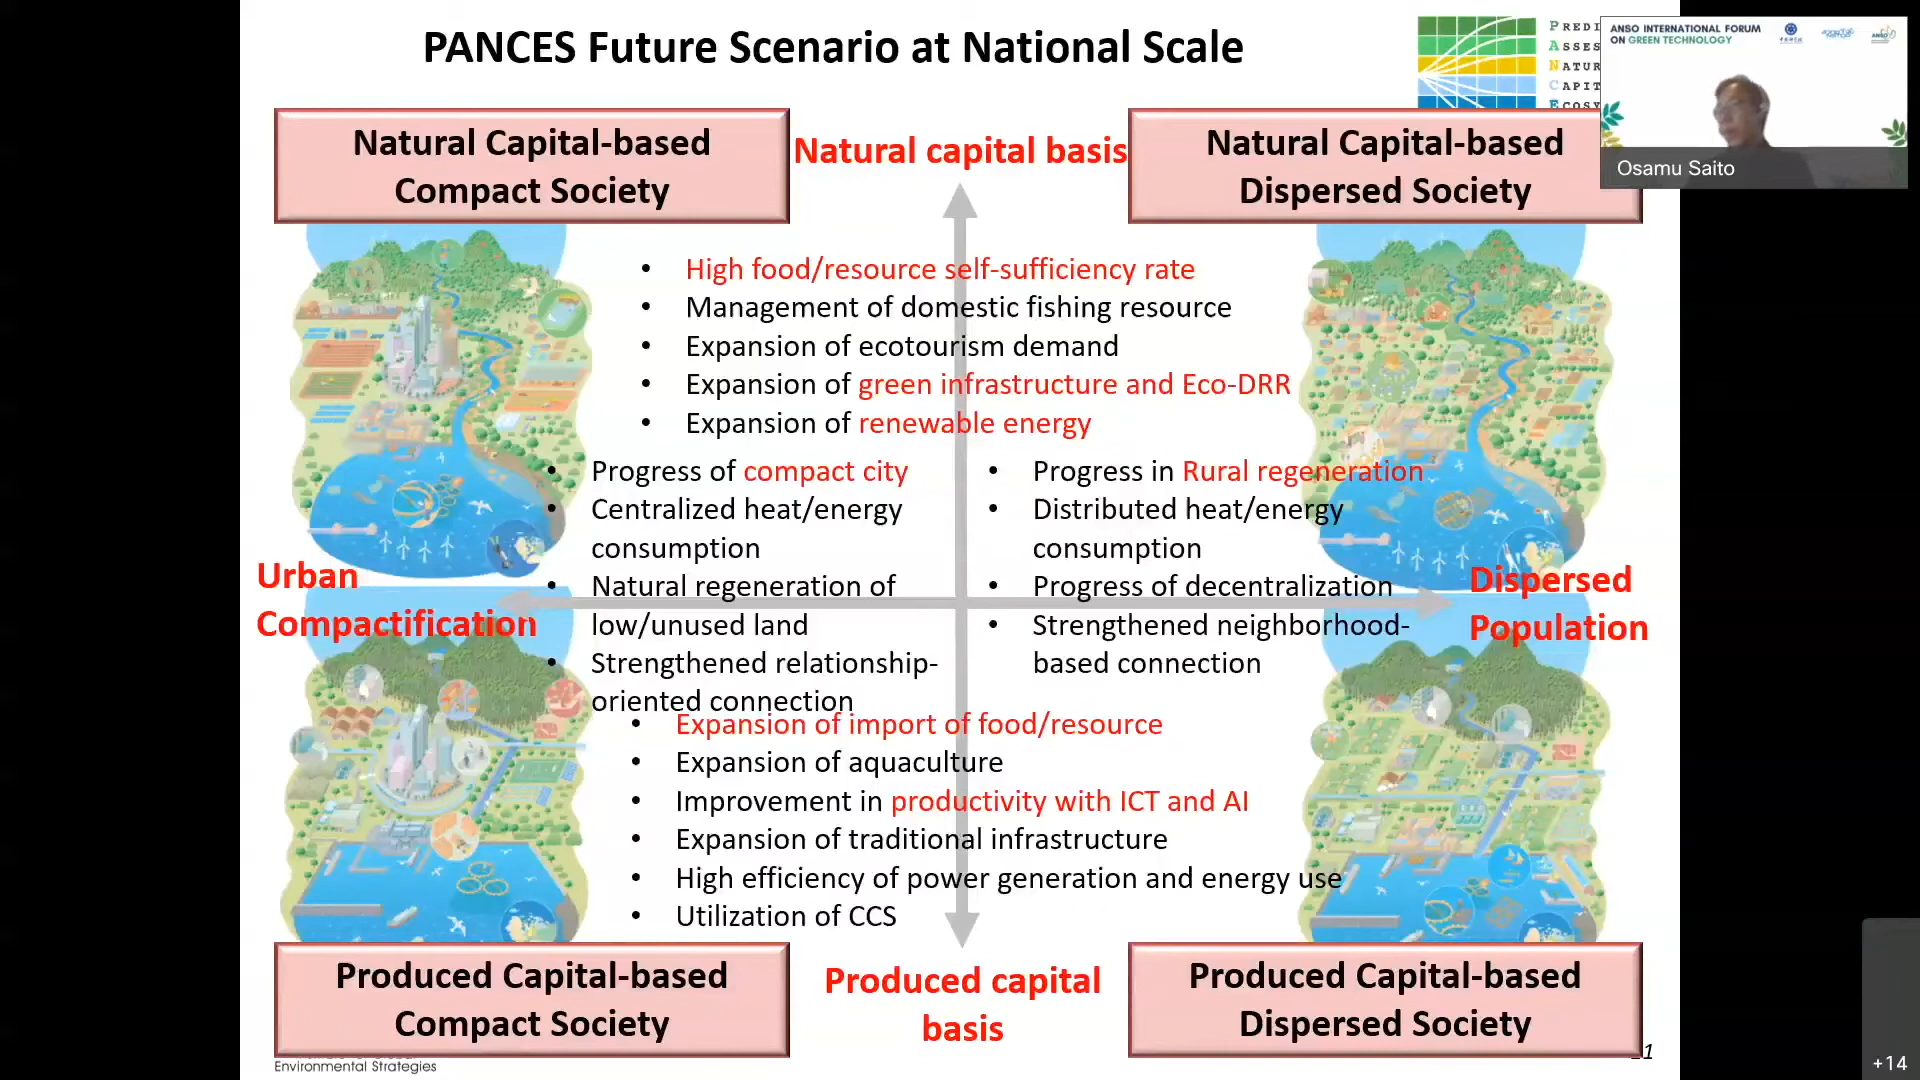 PANCES Future Scenario at National Scale
PREDI
ASSES
NATUR
CAPIT
ECOSY
ANSO INTERNATIONAL FORUM
ON GREEN TECHNOLOGY
ANSO
Osamu Saito
Natural Capital-based
Compact Society
Natural capital basis
Natural Capital-based
Dispersed Society
• High food/resource self-sufficiency rate
• Management of domestic fishing resource
• Expansion of ecotourism demand
• Expansion of green infrastructure and Eco-DRR
• Expansion of renewable energy
• Progress of compact city
• Centralized heat/energy
consumption
• Natural regeneration of
low/unused land
• Strengthened relationship-
oriented connection
• Progress in Rural regeneration
• Distributed heat/energy
consumption
• Progress of decentralization
• Strengthened neighborhood-
based connection
Urban
Compactification
Dispersed
Population
• Expansion of import of food/resource
• Expansion of aquaculture
• Improvement in productivity with ICT and AI
• Expansion of traditional infrastructure
• High efficiency of power generation and energy use
• Utilization of CCS
Produced Capital-based
Compact Society
Produced capital
basis
Produced Capital-based
Dispersed Society
Environmental Strategies
+14